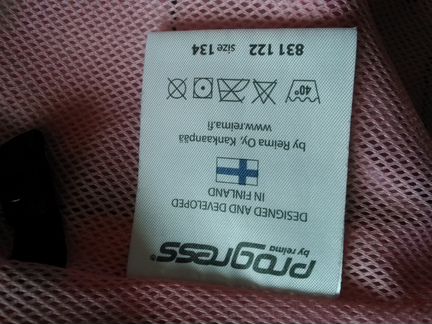 progress®
by reima
DESIGNED AND DEVELOPED
IN FINLAND
by Reima Oy, Kankaanpää
www.reima.fi
40°
831 122 size 134